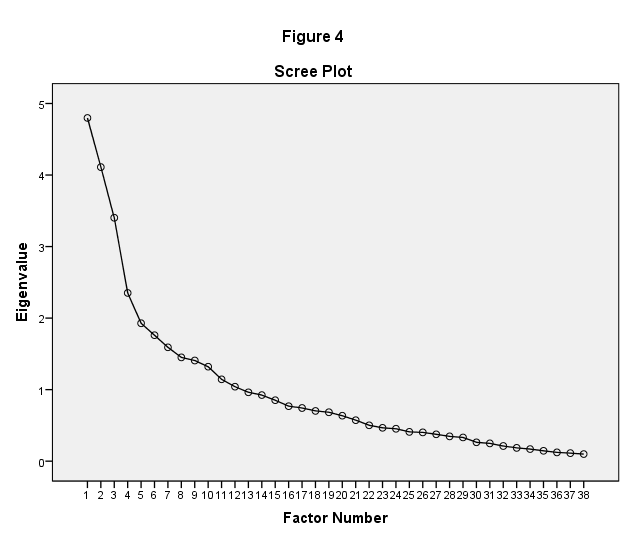 Figure 4
Scree Plot
5
4
3
2
1
0
Eigenvalue
1 2 3 4 5 6 7 8 9 10 11 12 13 14 15 16 17 18 19 20 21 22 23 24 25 26 27 28 29 30 31 32 33 34 35 36 37 38
Factor Number